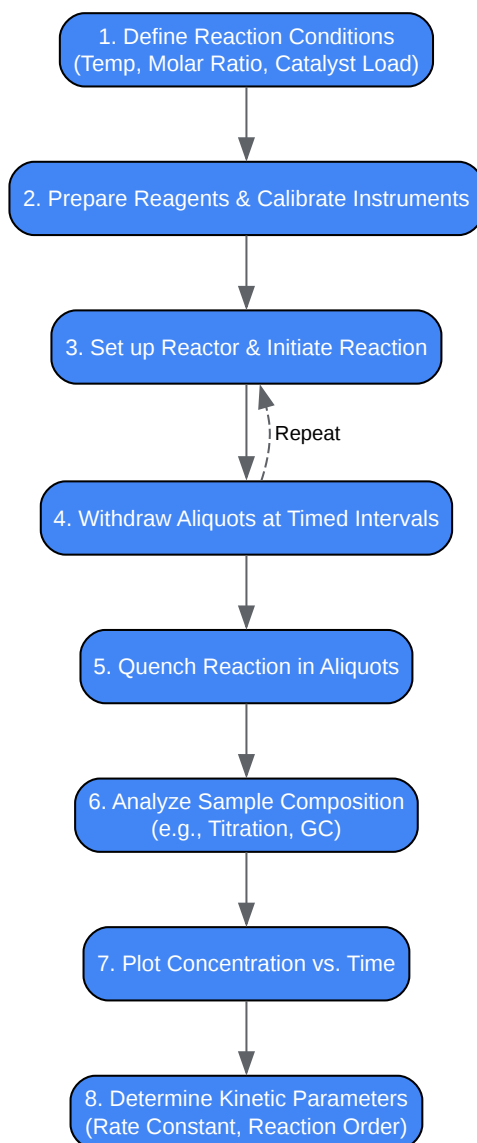 1. Define Reaction Conditions
(Temp, Molar Ratio, Catalyst Load)
2. Prepare Reagents & Calibrate Instruments
3. Set up Reactor & Initiate Reaction
Repeat
4. Withdraw Aliquots at Timed Intervals
5. Quench Reaction in Aliquots
6. Analyze Sample Composition
(e.g., Titration, GC)
7. Plot Concentration vs. Time
8. Determine Kinetic Parameters
(Rate Constant, Reaction Order)